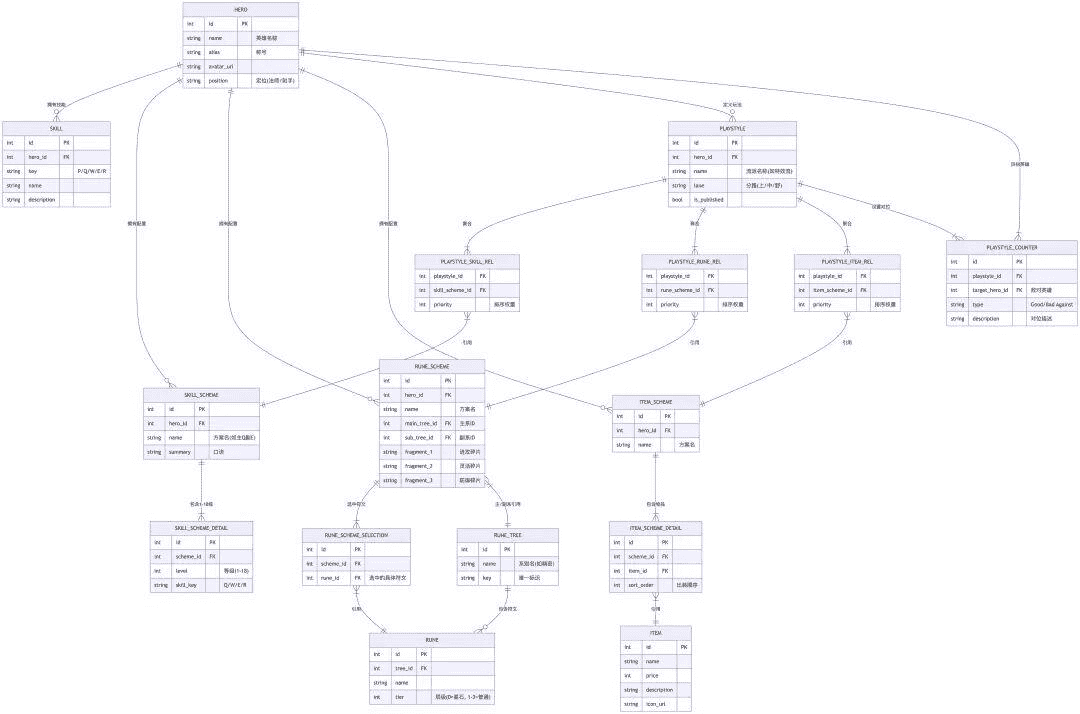 HERO
int id PK
string name 英雄名称
string atlas 称号
string avatar_url
string position 定位(法师/射手)
拥有技能
定义玩法
SKILL
int id PK
int hero_id FK
string key P/Q/W/E/R
string name
string description
PLAYSTYLE
int id PK
int hero_id FK
string name 流派名称(如特效流)
string lane 分路(上/中/野)
bool is_published
目标英雄
拥有配置
拥有配置
拥有配置
聚合
聚合
聚合
设置对位
PLAYSTYLE_SKILL_REL
int playstyle_id FK
int skill_scheme_id FK
int priority 排序权重
PLAYSTYLE_RUNE_REL
int playstyle_id FK
int rune_scheme_id FK
int priority 排序权重
PLAYSTYLE_ITEM_REL
int playstyle_id FK
int item_scheme_id FK
int priority 排序权重
PLAYSTYLE_COUNTER
int id PK
int playstyle_id FK
int target_hero_id FK 敌对英雄
string type Good/Bad Against
string description 对位描述
引用
引用
引用
SKILL_SCHEME
int id PK
int hero_id FK
string name 方案名(如主Q副E)
string summary 口诀
RUNE_SCHEME
int id PK
int hero_id FK
string name 方案名
int main_tree_id FK 主系ID
int sub_tree_id FK 副系ID
string fragment_1 进攻碎片
string fragment_2 灵活碎片
string fragment_3 防御碎片
ITEM_SCHEME
int id PK
int hero_id FK
string name 方案名
包含1-18级
选中符文
主/副系引用
包含物品
SKILL_SCHEME_DETAIL
int id PK
int scheme_id FK
int level 等级(1-18)
string skill_key Q/W/E/R
RUNE_SCHEME_SELECTION
int id PK
int scheme_id FK
int rune_id FK 选中的具体符文
RUNE_TREE
int id PK
string name 系别名(如精密)
string key 唯一标识
ITEM_SCHEME_DETAIL
int id PK
int scheme_id FK
int item_id FK
int sort_order 出装顺序
引用
包含符文
引用
RUNE
int id PK
int tree_id FK
string name
int tier 层级(0=基石, 1-3=普通)
ITEM
int id PK
string name
int price
string description
string icon_url